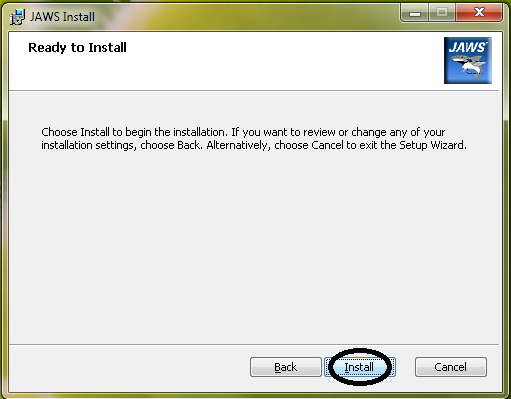 JAWS Install
Ready to Install
JAWS
Choose Install to begin the installation. If you want to review or change any of your
installation settings, choose Back. Alternatively, choose Cancel to exit the Setup Wizard.
Back Install Cancel